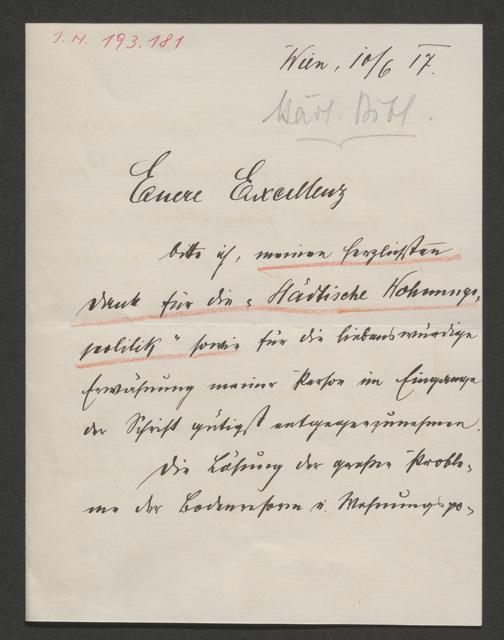 I.N. 193.181
Wien, 10/6 17.
Städt. Bibl.
Euere Excellenz
bitte ich, meinen herzlichsten
Dank für die „Städtische Wohnungs-
politik" sowie für die liebenswürdige
Erwähnung meiner Person im Eingange
der Schrift gütigst entgegenzunehmen.
Die Lösung der großen Proble-
me der Bodenreform u. Wohnungspo-